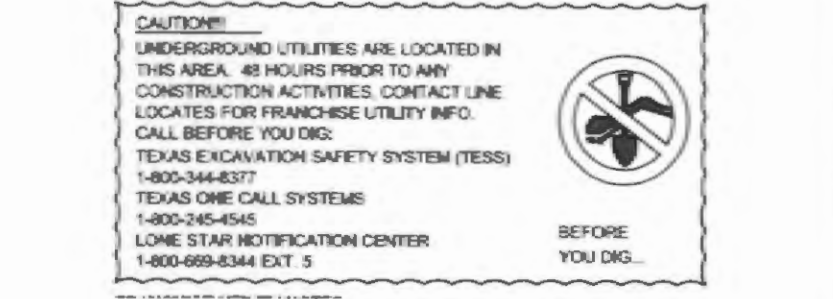 CAUTION!!!
UNDERGROUND UTILITIES ARE LOCATED IN
THIS AREA. 48 HOURS PRIOR TO ANY
CONSTRUCTION ACTIVITIES, CONTACT LINE
LOCATES FOR FRANCHISE UTILITY INFO.
CALL BEFORE YOU DIG:
TEXAS EXCAVATION SAFETY SYSTEM (TESS)
1-800-344-8377
TEXAS ONE CALL SYSTEMS
1-800-245-4545
LONE STAR NOTIFICATION CENTER
1-800-669-8344 EXT. 5
BEFORE
YOU DIG...